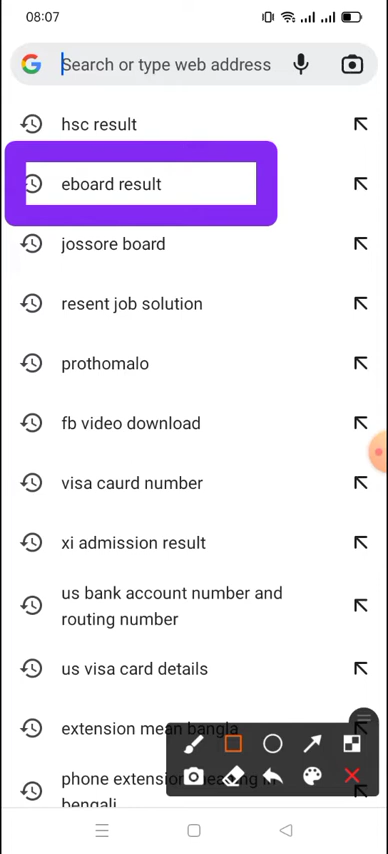 08:07
Search or type web address
hsc result
eboard result
jossore board
resent job solution
prothomalo
fb video download
visa caurd number
xi admission result
us bank account number and
routing number
us visa card details
extension mean bangla
phone extension
bengali